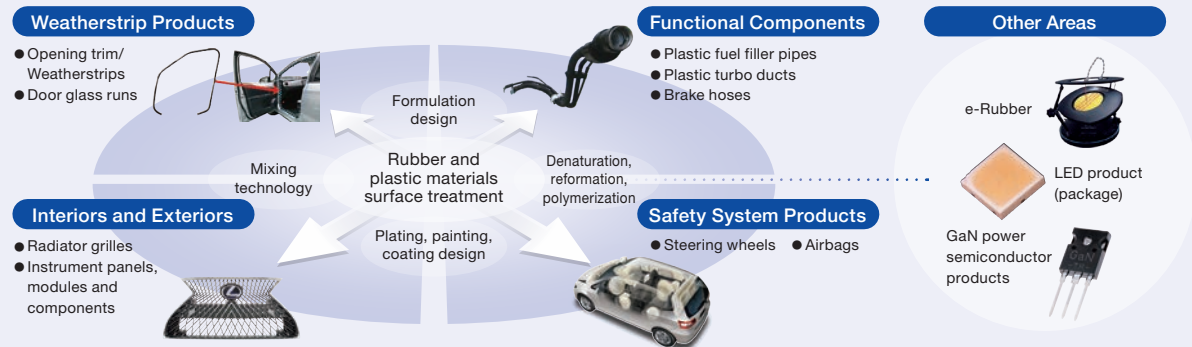 Weatherstrip Products
● Opening trim/
Weatherstrips
● Door glass runs
Functional Components
● Plastic fuel filler pipes
● Plastic turbo ducts
● Brake hoses
Other Areas
e-Rubber
LED product
(package)
GaN power
semiconductor
products
GaN
Formulation
design
Mixing
technology
Rubber and
plastic materials
surface treatment
Denaturation,
reformation,
polymerization
Plating, painting,
coating design
Interiors and Exteriors
● Radiator grilles
● Instrument panels,
modules and
components
Safety System Products
● Steering wheels ● Airbags